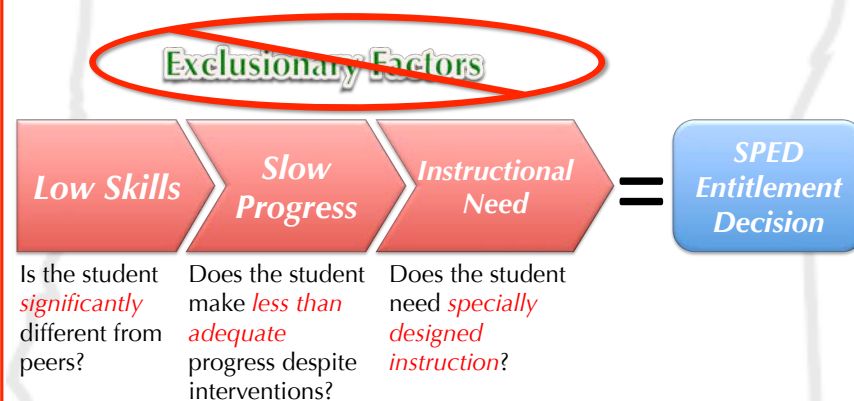 Exclusionary Factors
Low Skills
Slow
Progress
Instructional
Need
=
SPED
Entitlement
Decision
Is the student
significantly
different from
peers?
Does the student
make less than
adequate
progress despite
interventions?
Does the student
need specially
designed
instruction?